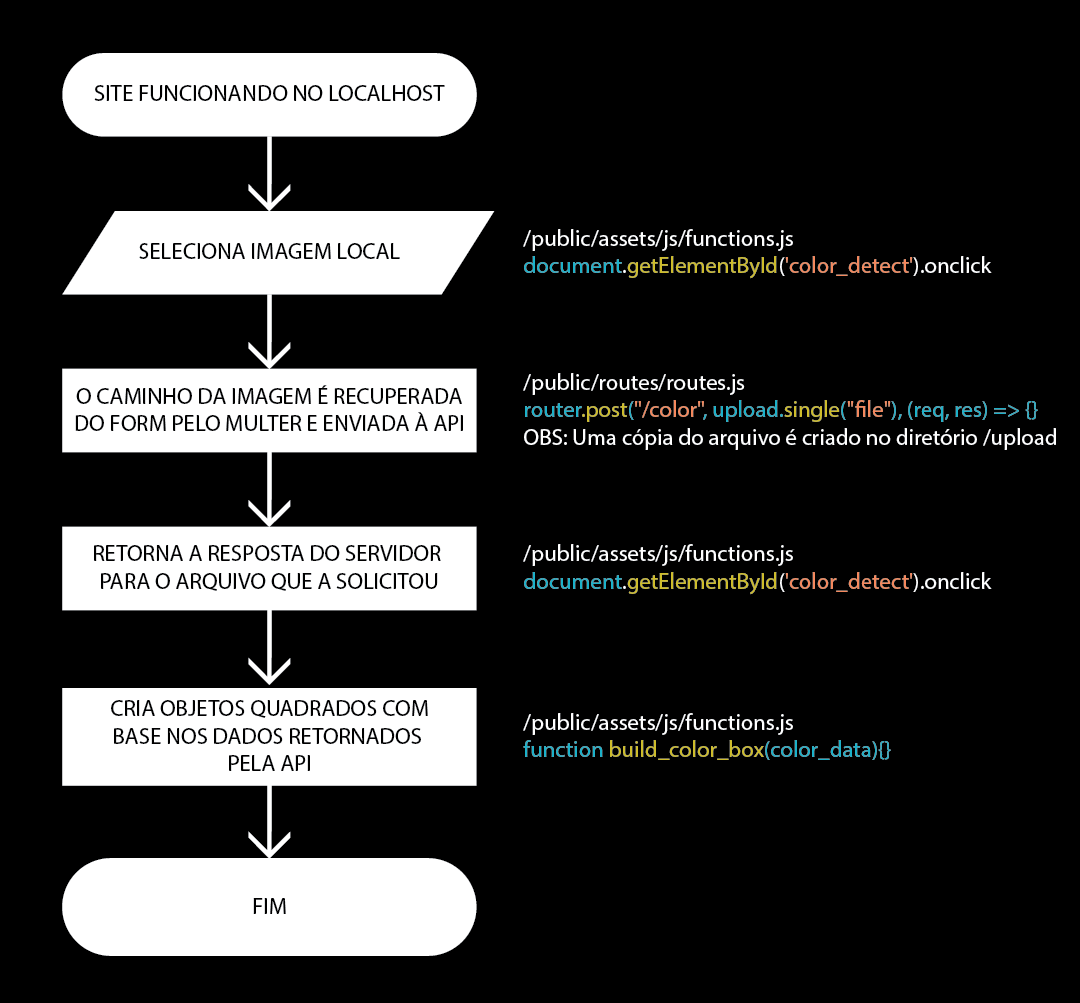 SITE FUNCIONANDO NO LOCALHOST
SELECIONA IMAGEM LOCAL
/public/assets/js/functions.js
document.getElementById('color_detect').onclick
O CAMINHO DA IMAGEM É RECUPERADA
DO FORM PELO MULTER E ENVIADA À API
/public/routes/routes.js
router.post("/color", upload.single("file"), (req, res) => {}
OBS: Uma cópia do arquivo é criado no diretório /upload
RETORNA A RESPOSTA DO SERVIDOR
PARA O ARQUIVO QUE A SOLICITOU
/public/assets/js/functions.js
document.getElementById('color_detect').onclick
CRIA OBJETOS QUADRADOS COM
BASE NOS DADOS RETORNADOS
PELA API
/public/assets/js/functions.js
function build_color_box(color_data){}
FIM